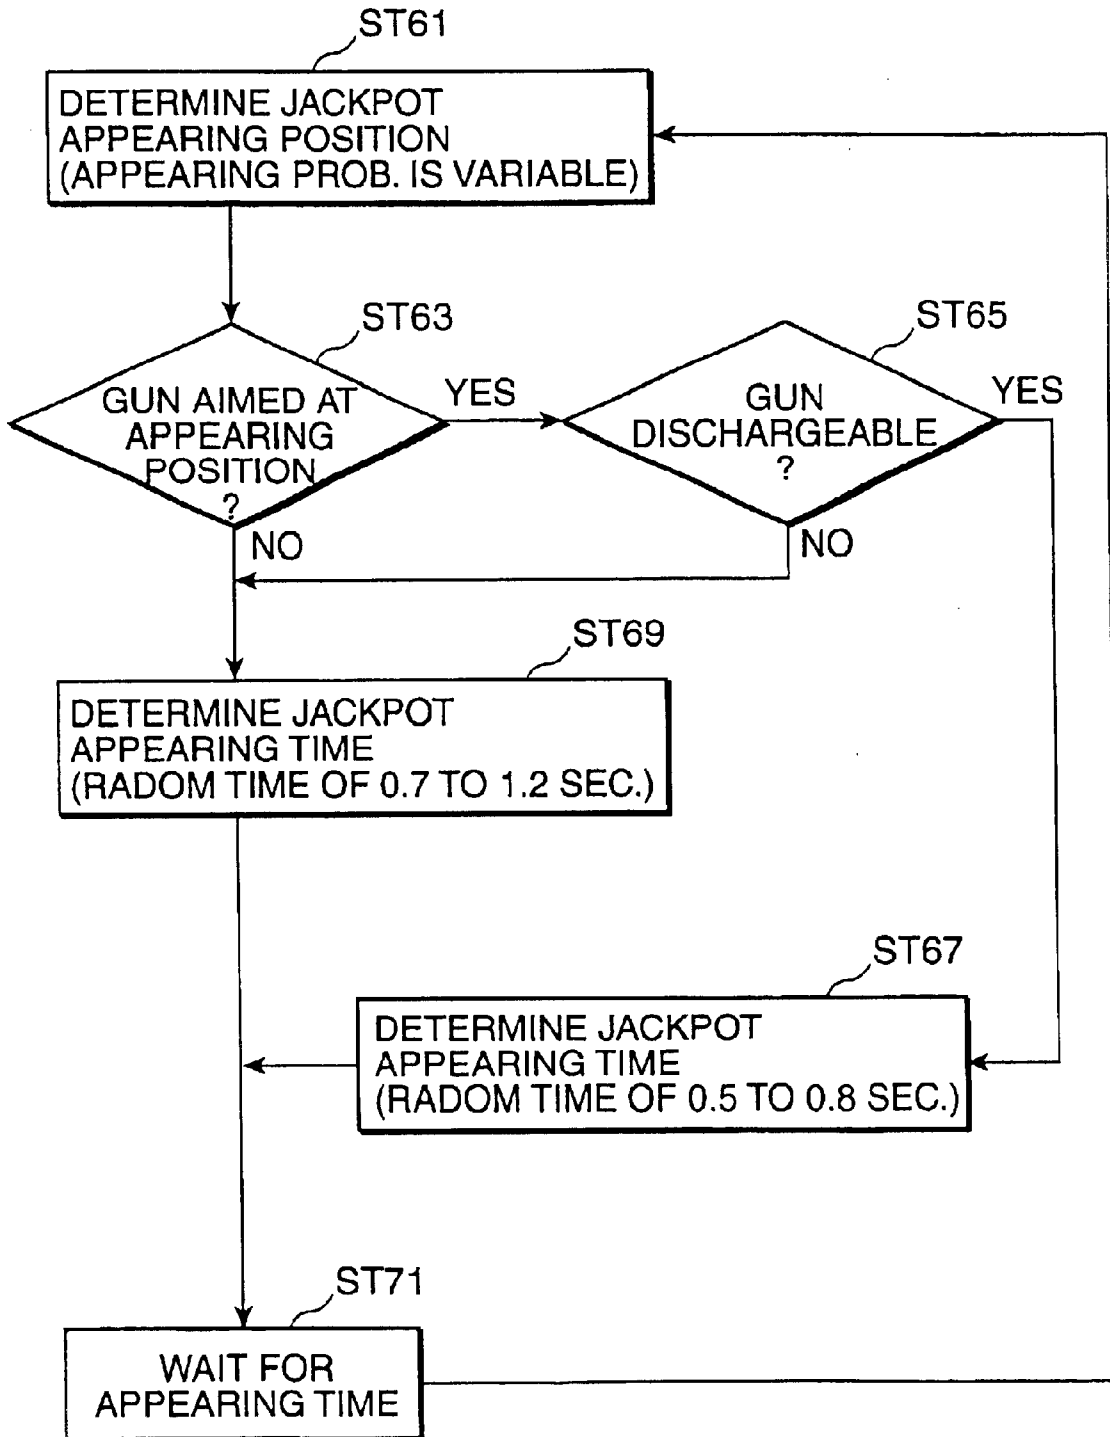 ST61
DETERMINE JACKPOT
APPEARING POSITION
(APPEARING PROB. IS VARIABLE)
ST63
GUN AIMED AT
APPEARING
POSITION
?
YES
NO
ST65
GUN
DISCHARGEABLE
?
YES
NO
ST69
DETERMINE JACKPOT
APPEARING TIME
(RADOM TIME OF 0.7 TO 1.2 SEC.)
ST67
DETERMINE JACKPOT
APPEARING TIME
(RADOM TIME OF 0.5 TO 0.8 SEC.)
ST71
WAIT FOR
APPEARING TIME